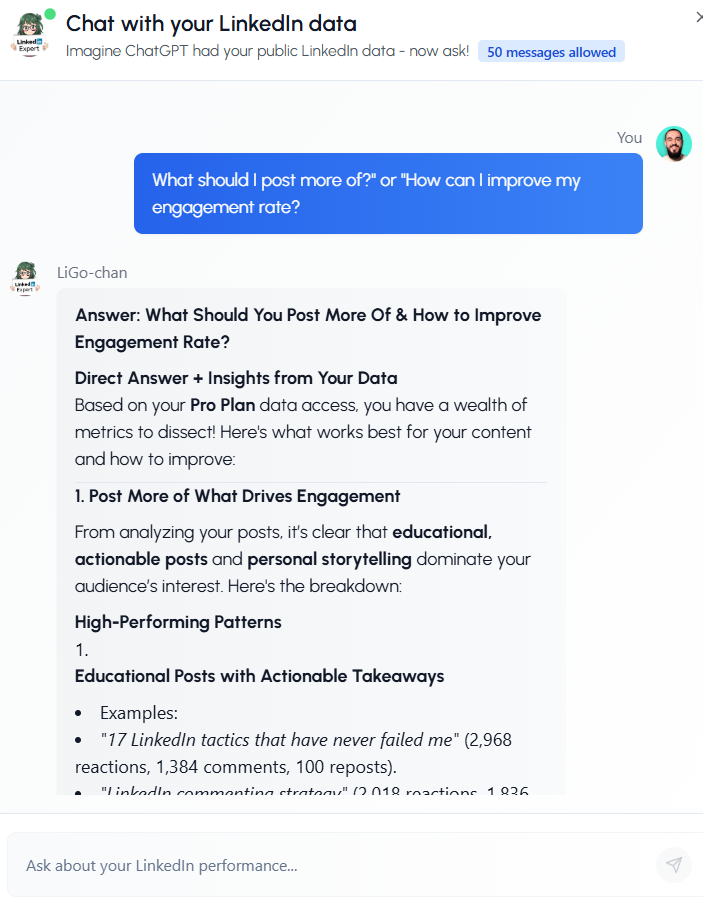 Chat with your LinkedIn data
Imagine ChatGPT had your public LinkedIn data - now ask!
50 messages allowed
You
What should I post more of?" or "How can I improve my
engagement rate?
LiGo-chan
Answer: What Should You Post More Of & How to Improve
Engagement Rate?
Direct Answer + Insights from Your Data
Based on your Pro Plan data access, you have a wealth of
metrics to dissect! Here's what works best for your content
and how to improve:
1. Post More of What Drives Engagement
From analyzing your posts, it's clear that educational,
actionable posts and personal storytelling dominate your
audience's interest. Here's the breakdown:
High-Performing Patterns
1.
Educational Posts with Actionable Takeaways
• Examples:
• "17 LinkedIn tactics that have never failed me" (2,968
reactions, 1,384 comments, 100 reposts).
• "LinkedIn commenting strategy" (2,018 reactions, 1,836
Ask about your LinkedIn performance...
LinkedIn
Expert
LinkedIn
Expert